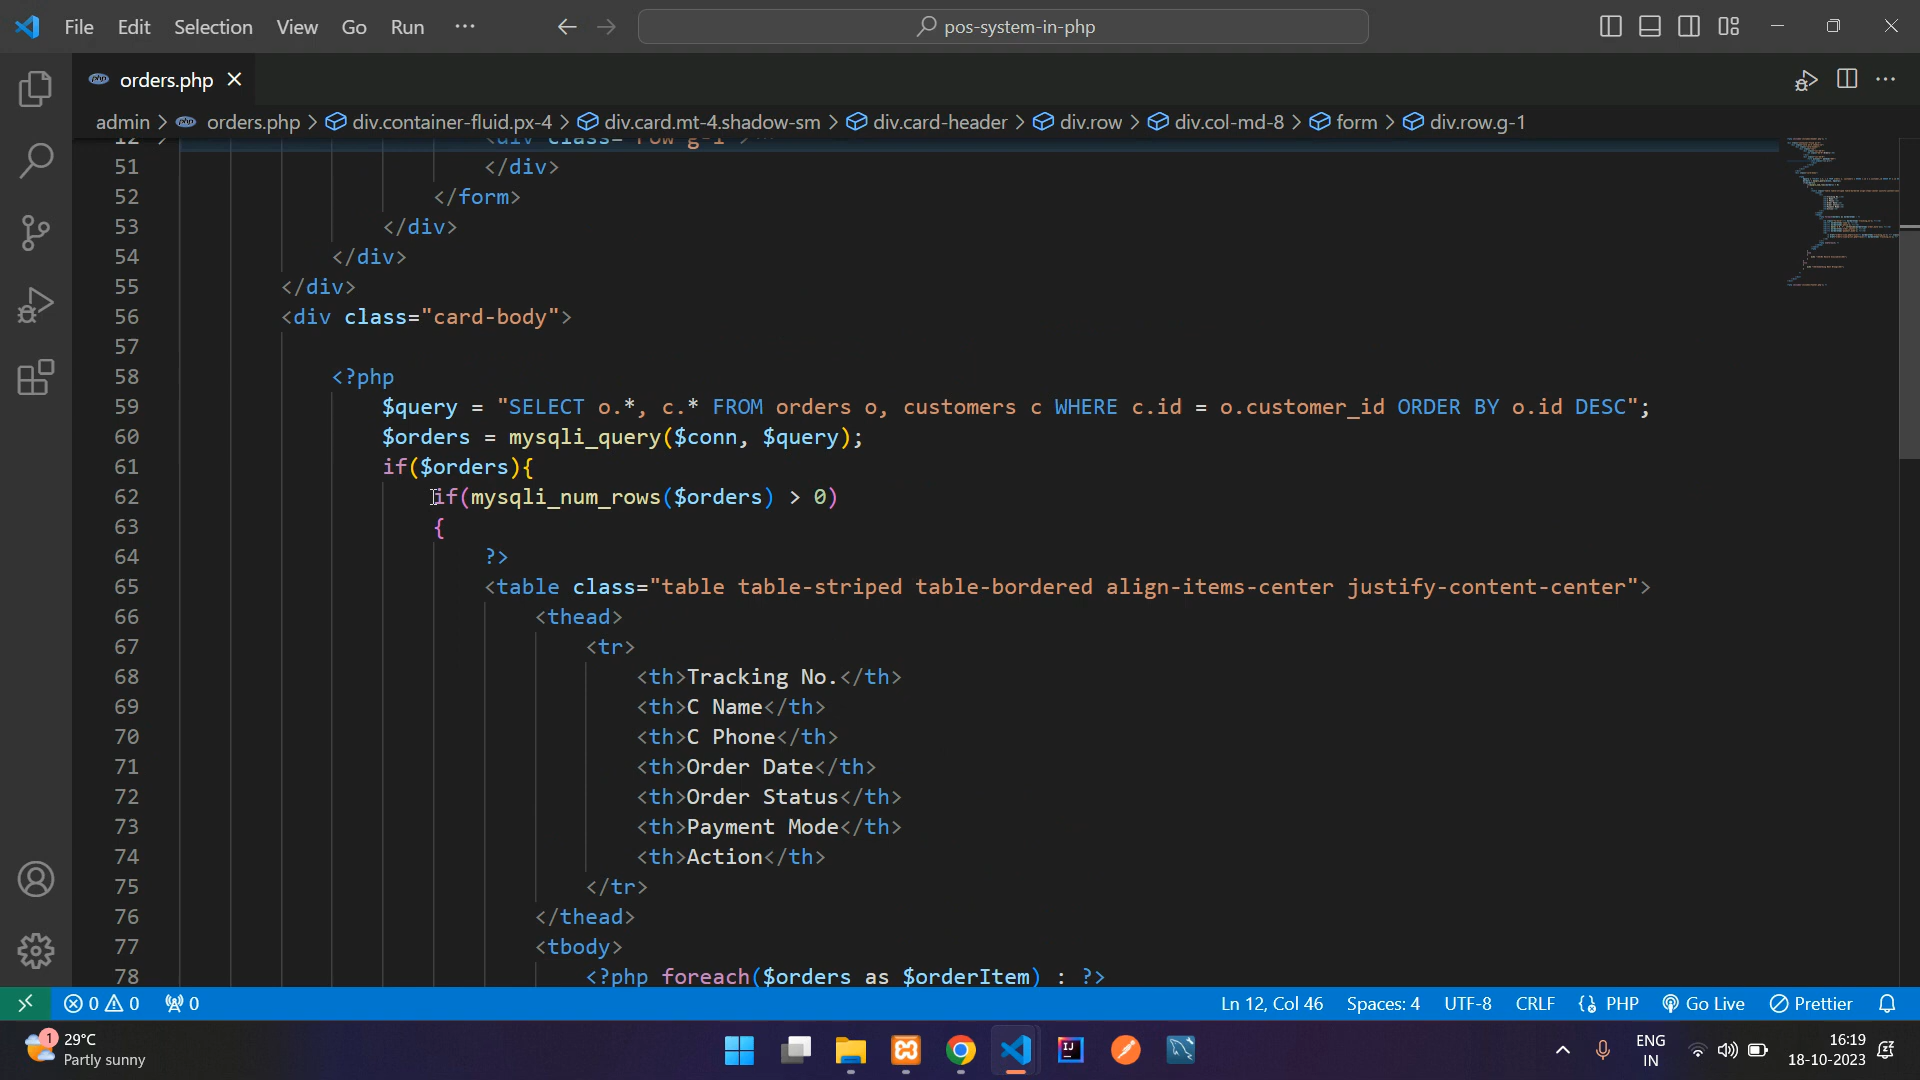 File Edit Selection View Go Run ··· pos-system-in-php
orders.php
admin > orders.php > div.container-fluid.px-4 > div.card.mt-4.shadow-sm > div.card-header > div.row > div.col-md-8 > form > div.row.g-1
12 <div class="row g-1">
51 </div>
52 </form>
53 </div>
54 </div>
55 </div>
56 <div class="card-body">
57
58 <?php
59 $query = "SELECT o.*, c.* FROM orders o, customers c WHERE c.id = o.customer_id ORDER BY o.id DESC";
60 $orders = mysqli_query($conn, $query);
61 if($orders){
62 if(mysqli_num_rows($orders) > 0)
63 {
64 ?>
65 <table class="table table-striped table-bordered align-items-center justify-content-center">
66 <thead>
67 <tr>
68 <th>Tracking No.</th>
69 <th>C Name</th>
70 <th>C Phone</th>
71 <th>Order Date</th>
72 <th>Order Status</th>
73 <th>Payment Mode</th>
74 <th>Action</th>
75 </tr>
76 </thead>
77 <tbody>
78 <?php foreach($orders as $orderItem) : ?>
0 0 0 Ln 12, Col 46 Spaces: 4 UTF-8 CRLF PHP Go Live Prettier
1 29°C
Partly sunny
ENG
IN
16:19
18-10-2023